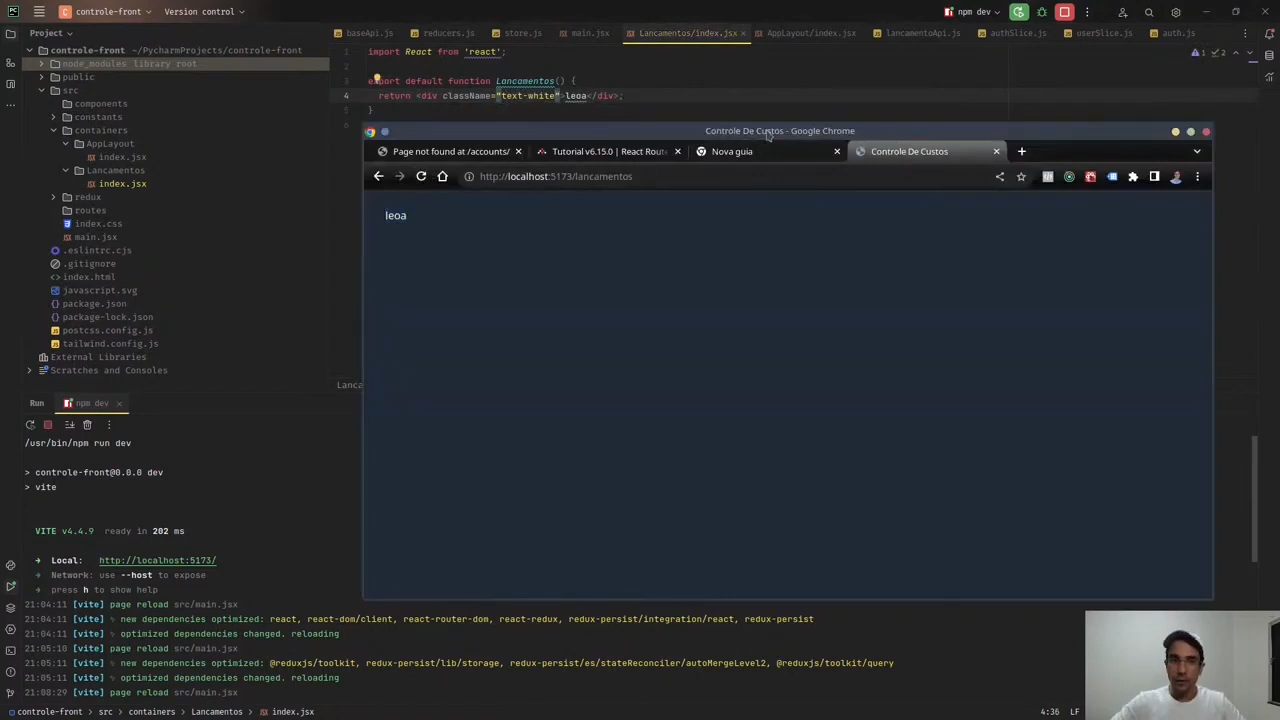 controle-front
Version control
npm dev
Project
baseApi.js
reducers.js
store.js
main.jsx
Lancamentos/index.jsx
AppLayout/index.jsx
lancamentoApi.js
authSlice.js
userSlice.js
auth.js
controle-front ~/PycharmProjects/controle-front
node_modules library root
public
src
components
constants
containers
AppLayout
index.jsx
Lancamentos
index.jsx
redux
routes
index.css
main.jsx
.eslintrc.cjs
.gitignore
index.html
javascript.svg
package.json
package-lock.json
postcss.config.js
tailwind.config.js
External Libraries
Scratches and Consoles
1 import React from 'react';
1 2
3 export default function Lancamentos() {
4 return <div className="text-white">leoa</div>;
5 }
6
Controle De Custos - Google Chrome
Page not found at /accounts/
Tutorial v6.15.0 | React Route
Nova guia
Controle De Custos
http://localhost:5173/lancamentos
leoa
Lanca
Run
npm dev
/usr/bin/npm run dev
> controle-front@0.0.0 dev
> vite
VITE v4.4.9 ready in 202 ms
➜ Local: http://localhost:5173/
➜ Network: use --host to expose
➜ press h to show help
21:04:11 [vite] page reload src/main.jsx
21:04:11 [vite] new dependencies optimized: react, react-dom/client, react-router-dom, react-redux, redux-persist/integration/react, redux-persist
21:04:11 [vite] optimized dependencies changed. reloading
21:05:10 [vite] page reload src/main.jsx
21:05:11 [vite] new dependencies optimized: @reduxjs/toolkit, redux-persist/lib/storage, redux-persist/es/stateReconciler/autoMergeLevel2, @reduxjs/toolkit/query
21:05:11 [vite] optimized dependencies changed. reloading
21:08:29 [vite] page reload src/main.jsx
controle-front > src > containers > Lancamentos > index.jsx
4:36 LF